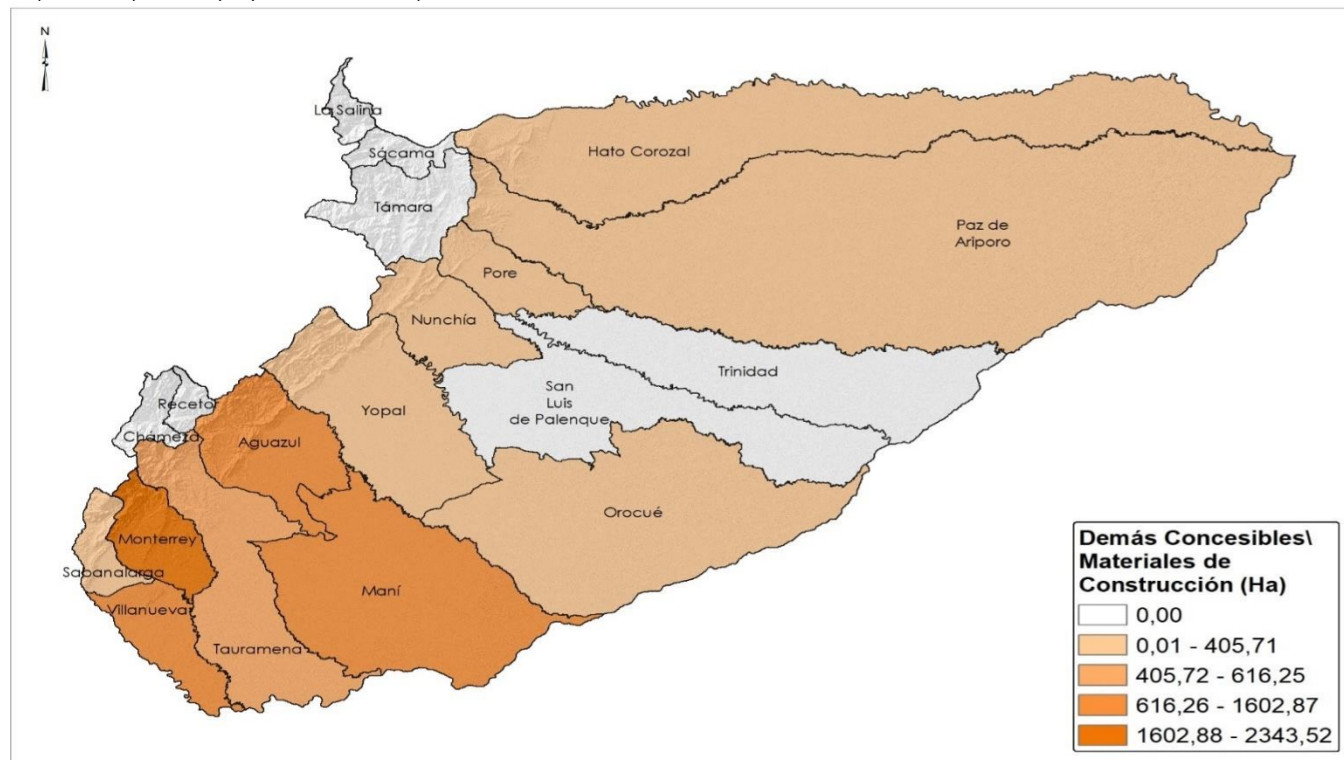 N
La Salina
Sácama
Hato Corozal
Támara
Paz de
Ariporo
Pore
Nunchía
Trinidad
San
Luis
de Palenque
Recetor
Yopal
Chámeza
Aguazul
Orocué
Monterrey
Sabanalarga
Maní
Villanueva
Tauramena
Demás Concesibles\
Materiales de
Construcción (Ha)
0,00
0,01 - 405,71
405,72 - 616,25
616,26 - 1602,87
1602,88 - 2343,52